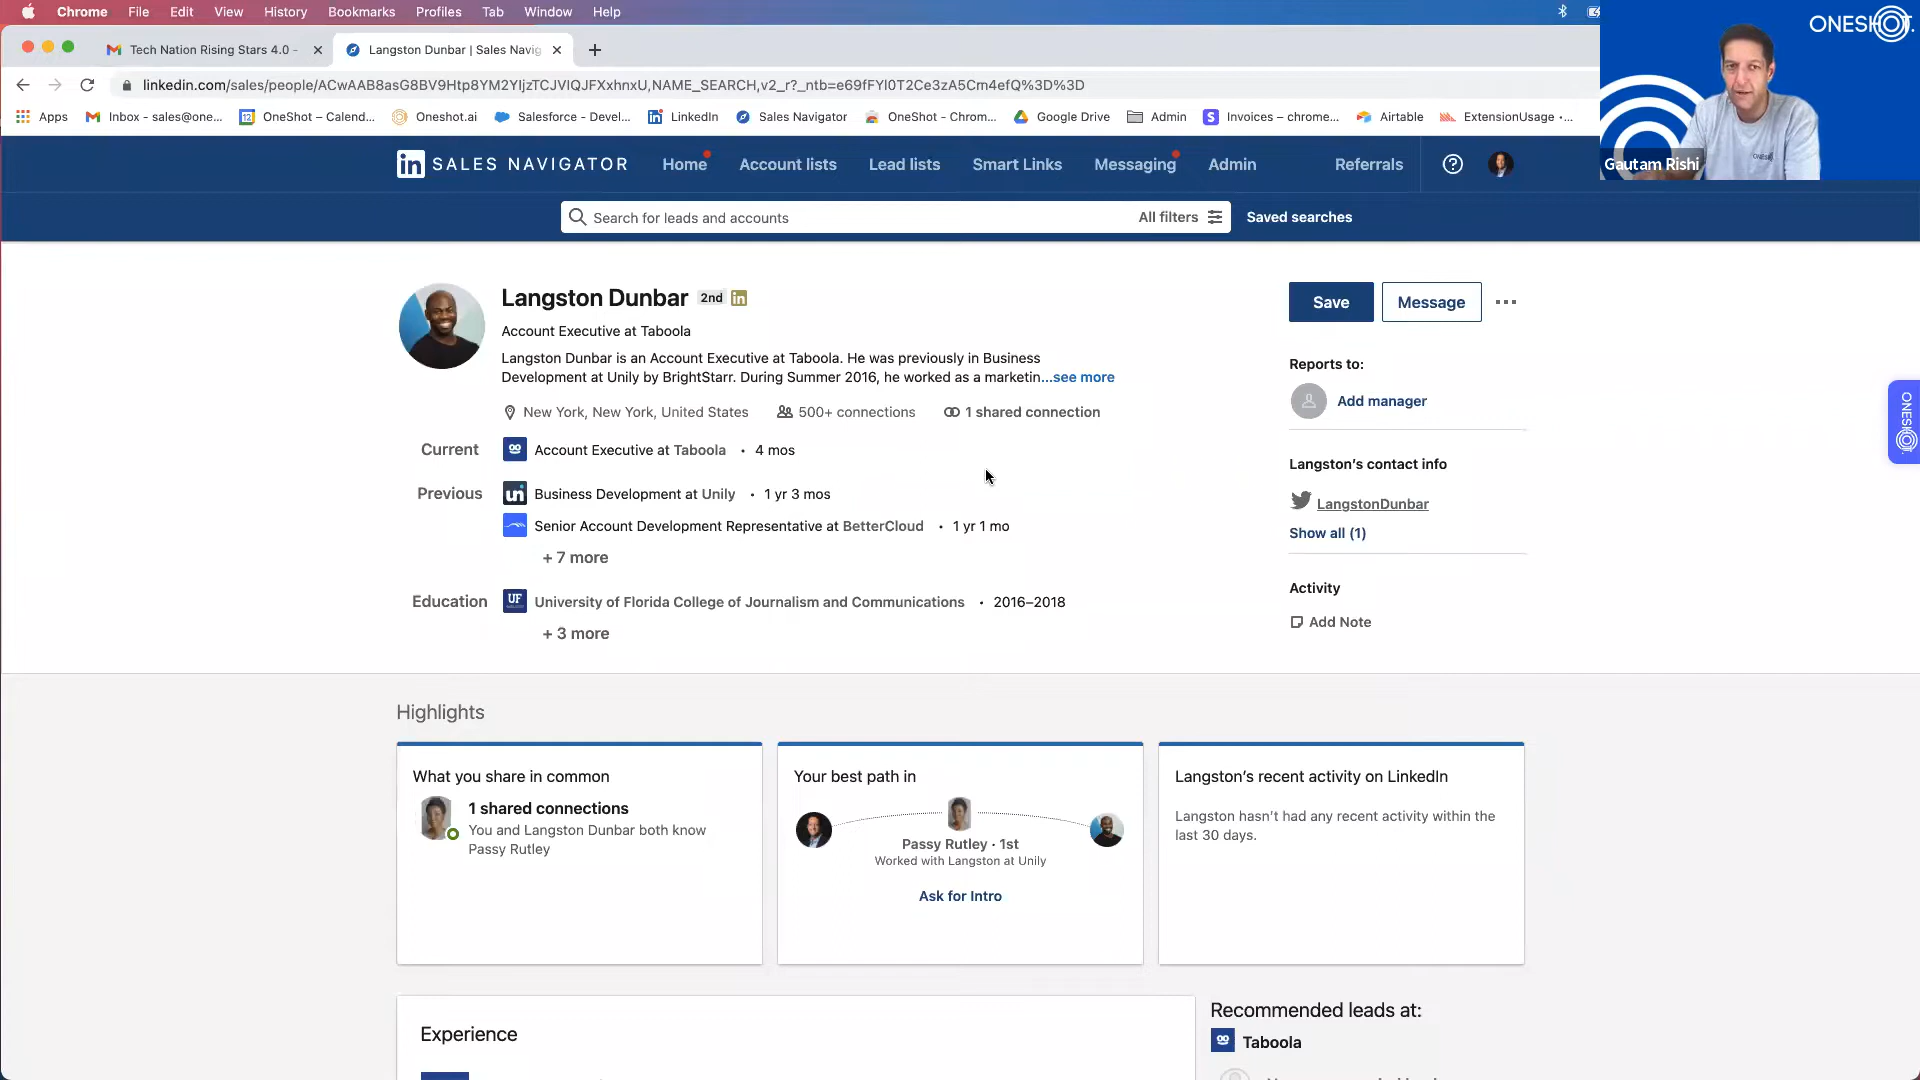 Chrome File Edit View History Bookmarks Profiles Tab Window Help
Tech Nation Rising Stars 4.0 -
Langston Dunbar | Sales Navig
linkedin.com/sales/people/ACwAAB8asG8BV9Htp8YM2YIjzTCJVIQJFXxhnxU,NAME_SEARCH,v2_r?_ntb=e69fFYI0T2Ce3zA5Cm4efQ%3D%3D
Apps
Inbox - sales@one...
OneShot – Calend...
Oneshot.ai
Salesforce - Devel...
LinkedIn
Sales Navigator
OneShot - Chrom...
Google Drive
Admin
Invoices – chrome...
Airtable
ExtensionUsage •...
ONESHOT.
Gautam Rishi
in SALES NAVIGATOR
Home
Account lists
Lead lists
Smart Links
Messaging
Admin
Referrals
Search for leads and accounts
All filters
Saved searches
Langston Dunbar 2nd in
Account Executive at Taboola
Langston Dunbar is an Account Executive at Taboola. He was previously in Business
Development at Unily by BrightStarr. During Summer 2016, he worked as a marketin...see more
New York, New York, United States
500+ connections
1 shared connection
Current
Account Executive at Taboola • 4 mos
Previous
un Business Development at Unily • 1 yr 3 mos
Senior Account Development Representative at BetterCloud • 1 yr 1 mo
+ 7 more
Education
UF University of Florida College of Journalism and Communications • 2016–2018
+ 3 more
Save
Message
Reports to:
Add manager
Langston's contact info
LangstonDunbar
Show all (1)
Activity
Add Note
ONESHOT.
Highlights
What you share in common
1 shared connections
You and Langston Dunbar both know
Passy Rutley
Your best path in
Passy Rutley • 1st
Worked with Langston at Unily
Ask for Intro
Langston's recent activity on LinkedIn
Langston hasn't had any recent activity within the
last 30 days.
Experience
Recommended leads at:
Taboola